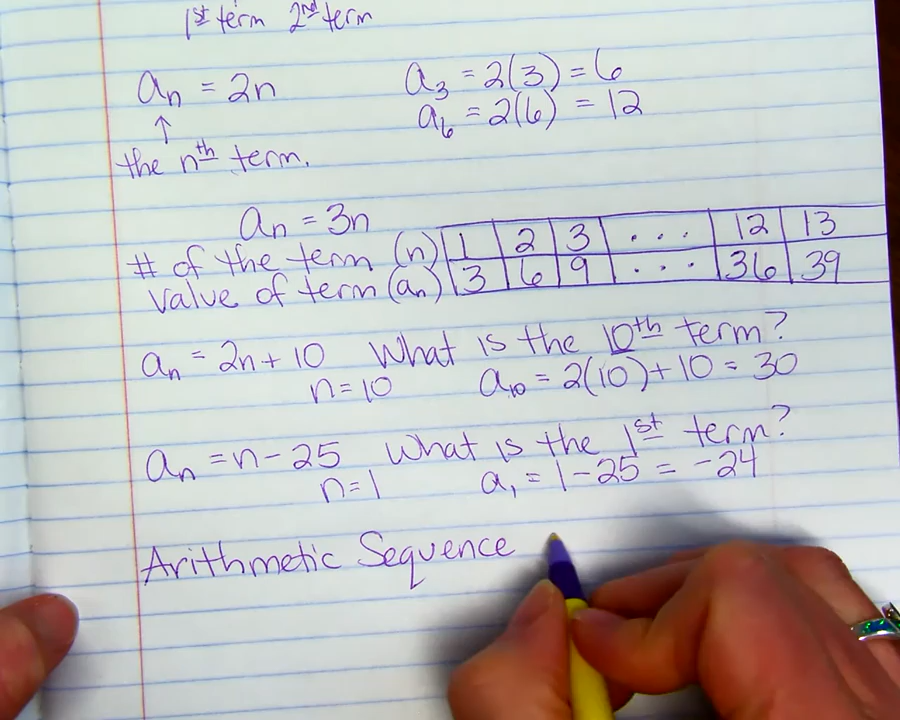 1st term 2nd term
aₙ = 2n a₃ = 2(3) = 6
↑ a₆ = 2(6) = 12
the nth term.
aₙ = 3n
# of the term (n) 1 2 3 ... 12 13
value of term (aₙ) 3 6 9 ... 36 39
aₙ = 2n + 10 What is the 10th term?
n = 10 a₁₀ = 2(10) + 10 = 30
aₙ = n - 25 What is the 1st term?
n = 1 a₁ = 1 - 25 = -24
Arithmetic Sequence